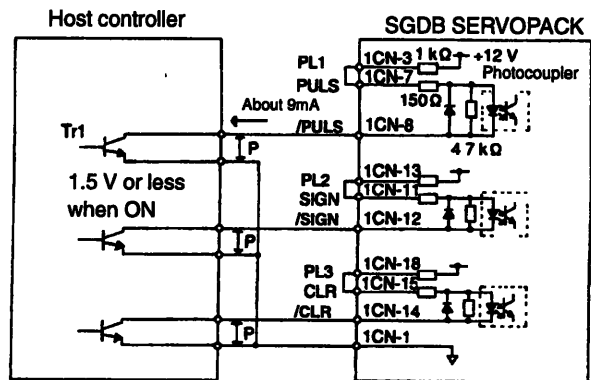 Host controller
SGDB SERVOPACK
PL1
1CN-3
1 kΩ
+12 V
PULS
1CN-7
Photocoupler
150Ω
About 9mA
/PULS
1CN-8
4 7 kΩ
Tr1
P
1.5 V or less
when ON
PL2
1CN-13
SIGN
1CN-11
/SIGN
1CN-12
P
PL3
1CN-18
CLR
1CN-15
/CLR
1CN-14
P
1CN-1